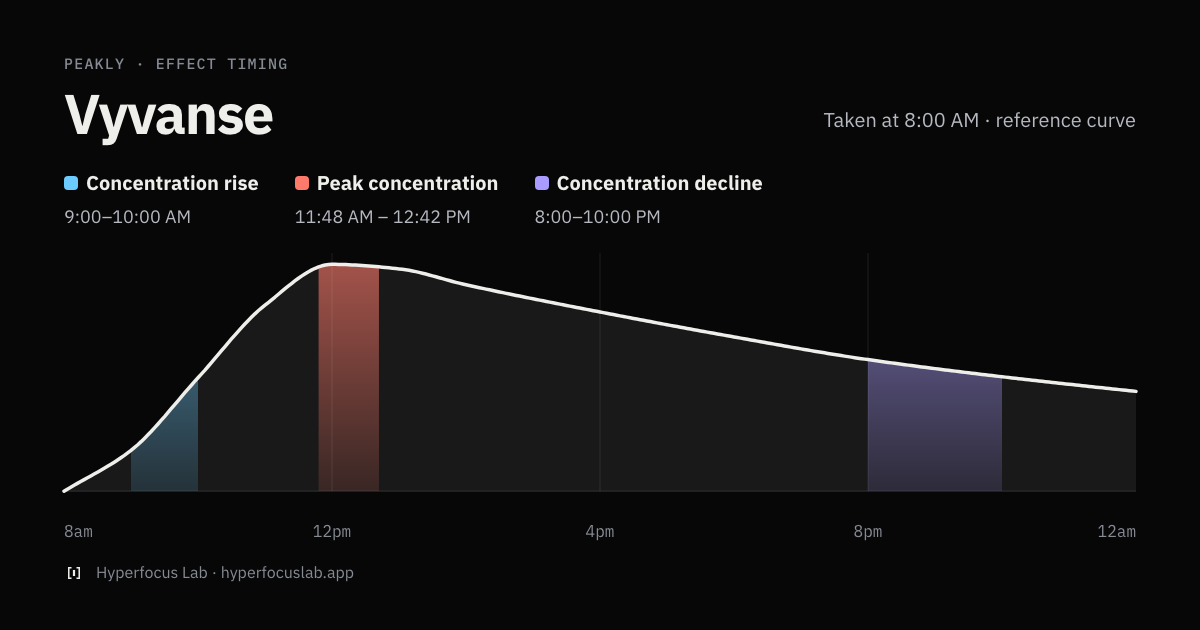 PEAKLY · EFFECT TIMING
Vyvanse
Taken at 8:00 AM · reference curve
Concentration rise
9:00–10:00 AM
Peak concentration
11:48 AM – 12:42 PM
Concentration decline
8:00–10:00 PM
8am 12pm 4pm 8pm 12am
Hyperfocus Lab · hyperfocuslab.app